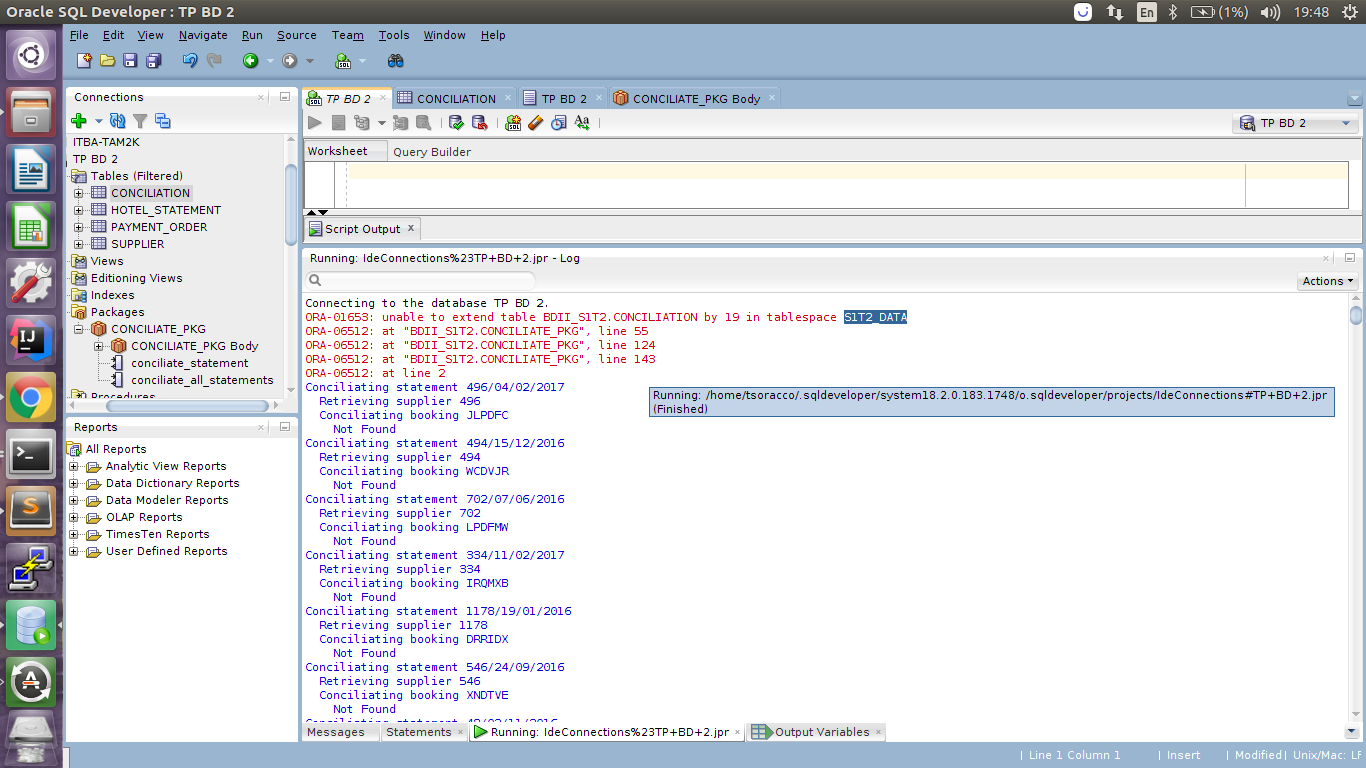 Oracle SQL Developer : TP BD 2
En
(1%)
19:48
File Edit View Navigate Run Source Team Tools Window Help
Connections
ITBA-TAM2K
TP BD 2
Tables (Filtered)
CONCILIATION
HOTEL_STATEMENT
PAYMENT_ORDER
SUPPLIER
Views
Editioning Views
Indexes
Packages
CONCILIATE_PKG
CONCILIATE_PKG Body
conciliate_statement
conciliate_all_statements
Procedures
Reports
All Reports
Analytic View Reports
Data Dictionary Reports
Data Modeler Reports
OLAP Reports
TimesTen Reports
User Defined Reports
TP BD 2
CONCILIATION
TP BD 2
CONCILIATE_PKG Body
TP BD 2
Worksheet
Query Builder
Script Output
Running: IdeConnections%23TP+BD+2.jpr - Log
Actions
Connecting to the database TP BD 2.
ORA-01653: unable to extend table BDII_S1T2.CONCILIATION by 19 in tablespace S1T2_DATA
ORA-06512: at "BDII_S1T2.CONCILIATE_PKG", line 55
ORA-06512: at "BDII_S1T2.CONCILIATE_PKG", line 124
ORA-06512: at "BDII_S1T2.CONCILIATE_PKG", line 143
ORA-06512: at line 2
Conciliating statement 496/04/02/2017
Retrieving supplier 496
Conciliating booking JLPDFC
Not Found
Conciliating statement 494/15/12/2016
Retrieving supplier 494
Conciliating booking WCDVJR
Not Found
Conciliating statement 702/07/06/2016
Retrieving supplier 702
Conciliating booking LPDFMW
Not Found
Conciliating statement 334/11/02/2017
Retrieving supplier 334
Conciliating booking IRQMXB
Not Found
Conciliating statement 1178/19/01/2016
Retrieving supplier 1178
Conciliating booking DRRIDX
Not Found
Conciliating statement 546/24/09/2016
Retrieving supplier 546
Conciliating booking XNDTVE
Not Found
Running: /home/tsoracco/.sqldeveloper/system18.2.0.183.1748/o.sqldeveloper/projects/IdeConnections#TP+BD+2.jpr
(Finished)
Messages
Statements
Running: IdeConnections%23TP+BD+2.jpr
Output Variables
Line 1 Column 1
Insert
Modified
Unix/Mac: LF